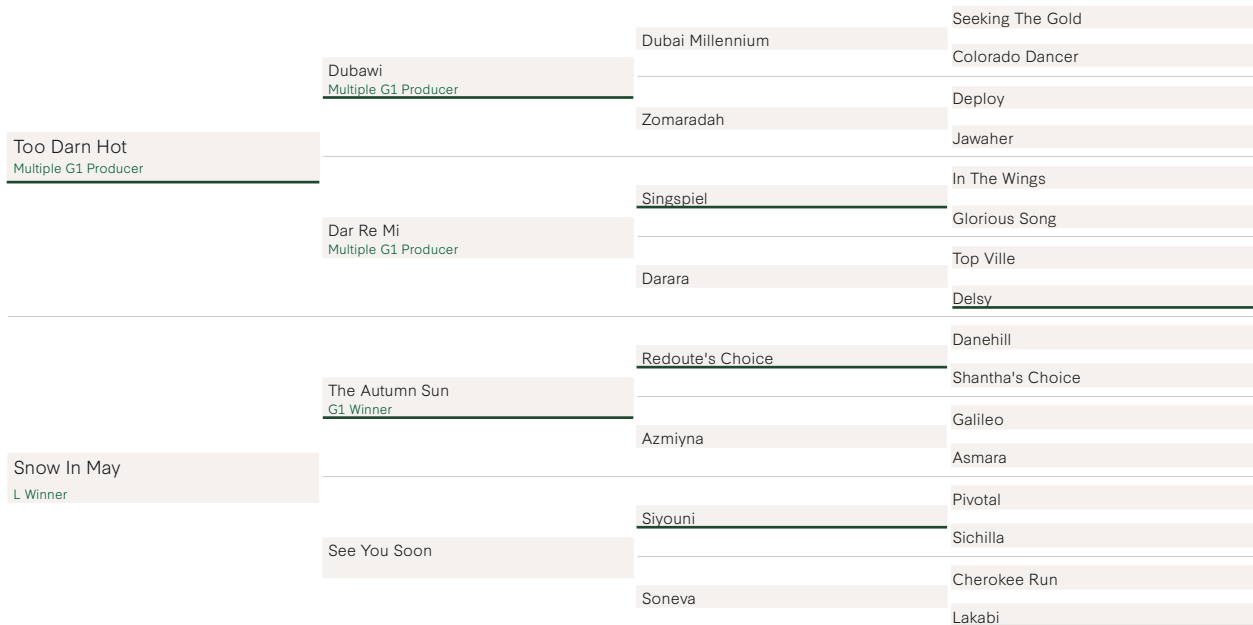 Too Darn Hot
Multiple G1 Producer
Snow In May
L Winner
Dubawi
Multiple G1 Producer
Dar Re Mi
Multiple G1 Producer
The Autumn Sun
G1 Winner
See You Soon
Dubai Millennium
Zomaradah
Singspiel
Darara
Redoute's Choice
Azmiyna
Siyouni
Soneva
Seeking The Gold
Colorado Dancer
Deploy
Jawaher
In The Wings
Glorious Song
Top Ville
Delsy
Danehill
Shantha's Choice
Galileo
Asmara
Pivotal
Sichilla
Cherokee Run
Lakabi